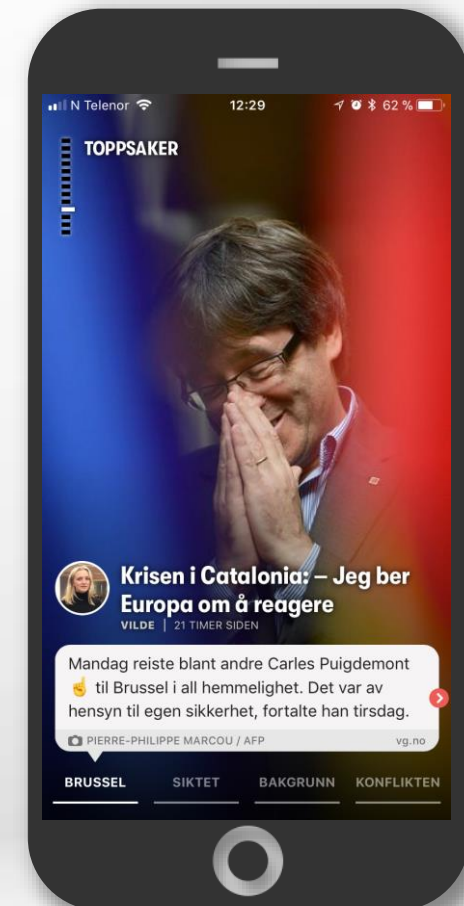 N Telenor 12:29 62 %
TOPPSAKER
Krisen i Catalonia: – Jeg ber
Europa om å reagere
VILDE | 21 TIMER SIDEN
Mandag reiste blant andre Carles Puigdemont
☝ til Brussel i all hemmelighet. Det var av
hensyn til egen sikkerhet, fortalte han tirsdag.
PIERRE-PHILIPPE MARCOU / AFP vg.no
BRUSSEL SIKTET BAKGRUNN KONFLIKTEN